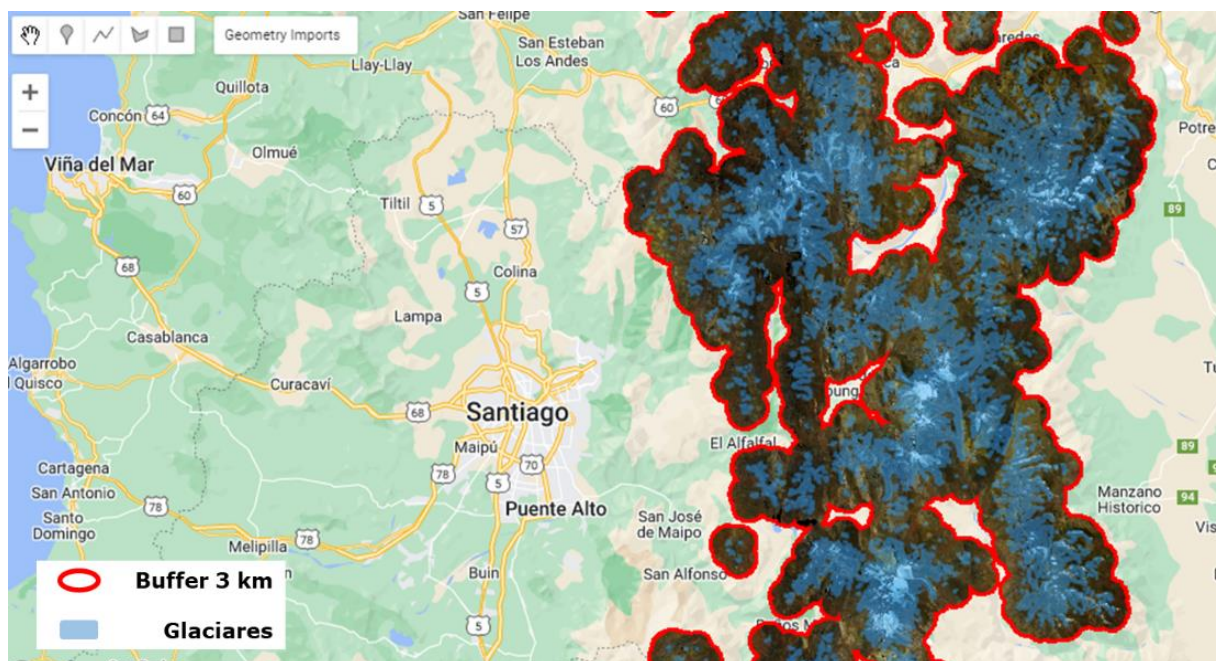 San Felipe
Geometry Imports
San Esteban
Los Andes
Llay-Llay
Quillota
60
Concón 64
Potre
Viña del Mar
Olmué
60
Tiltil 5
89
57
68
Colina
5
Lampa
Casablanca
Algarrobo
l Quisco
Curacaví
68
Santiago
Maipú
El Alfalfal
89
Cartagena
78
70
5
San Antonio
94
Manzano
Historico
Santo
Domingo
78
Puente Alto
San José
de Maipo
Vis
Melipilla
78
Buin
San Alfonso
5
Buffer 3 km
Glaciares